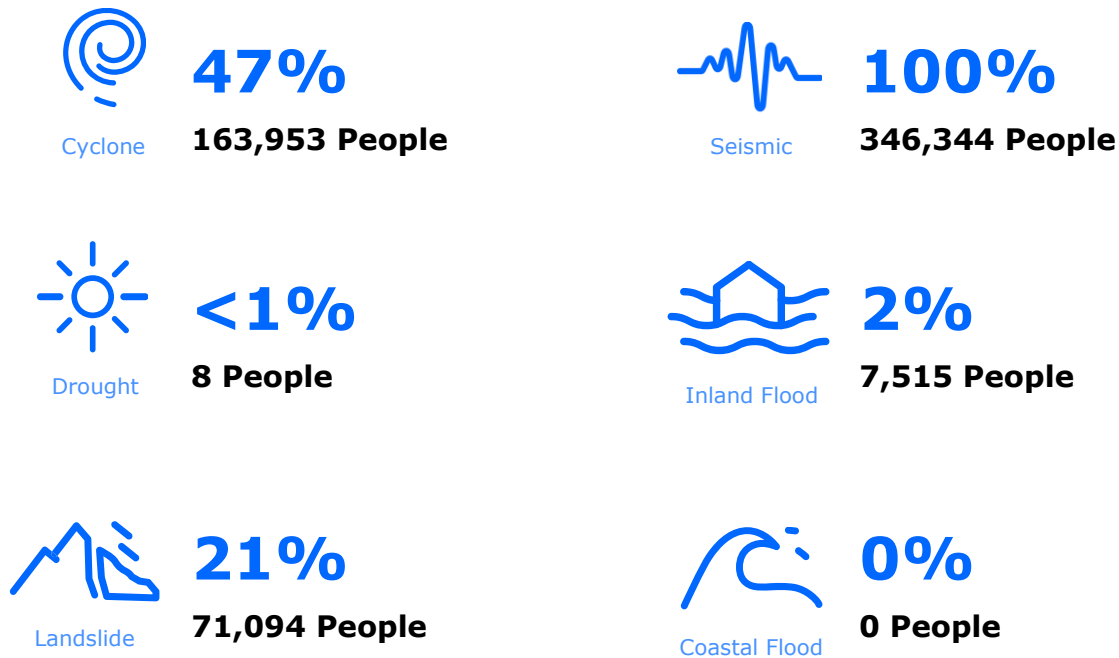 47%
163,953 People
Cyclone
100%
346,344 People
Seismic
<1%
8 People
Drought
2%
7,515 People
Inland Flood
21%
71,094 People
Landslide
0%
0 People
Coastal Flood